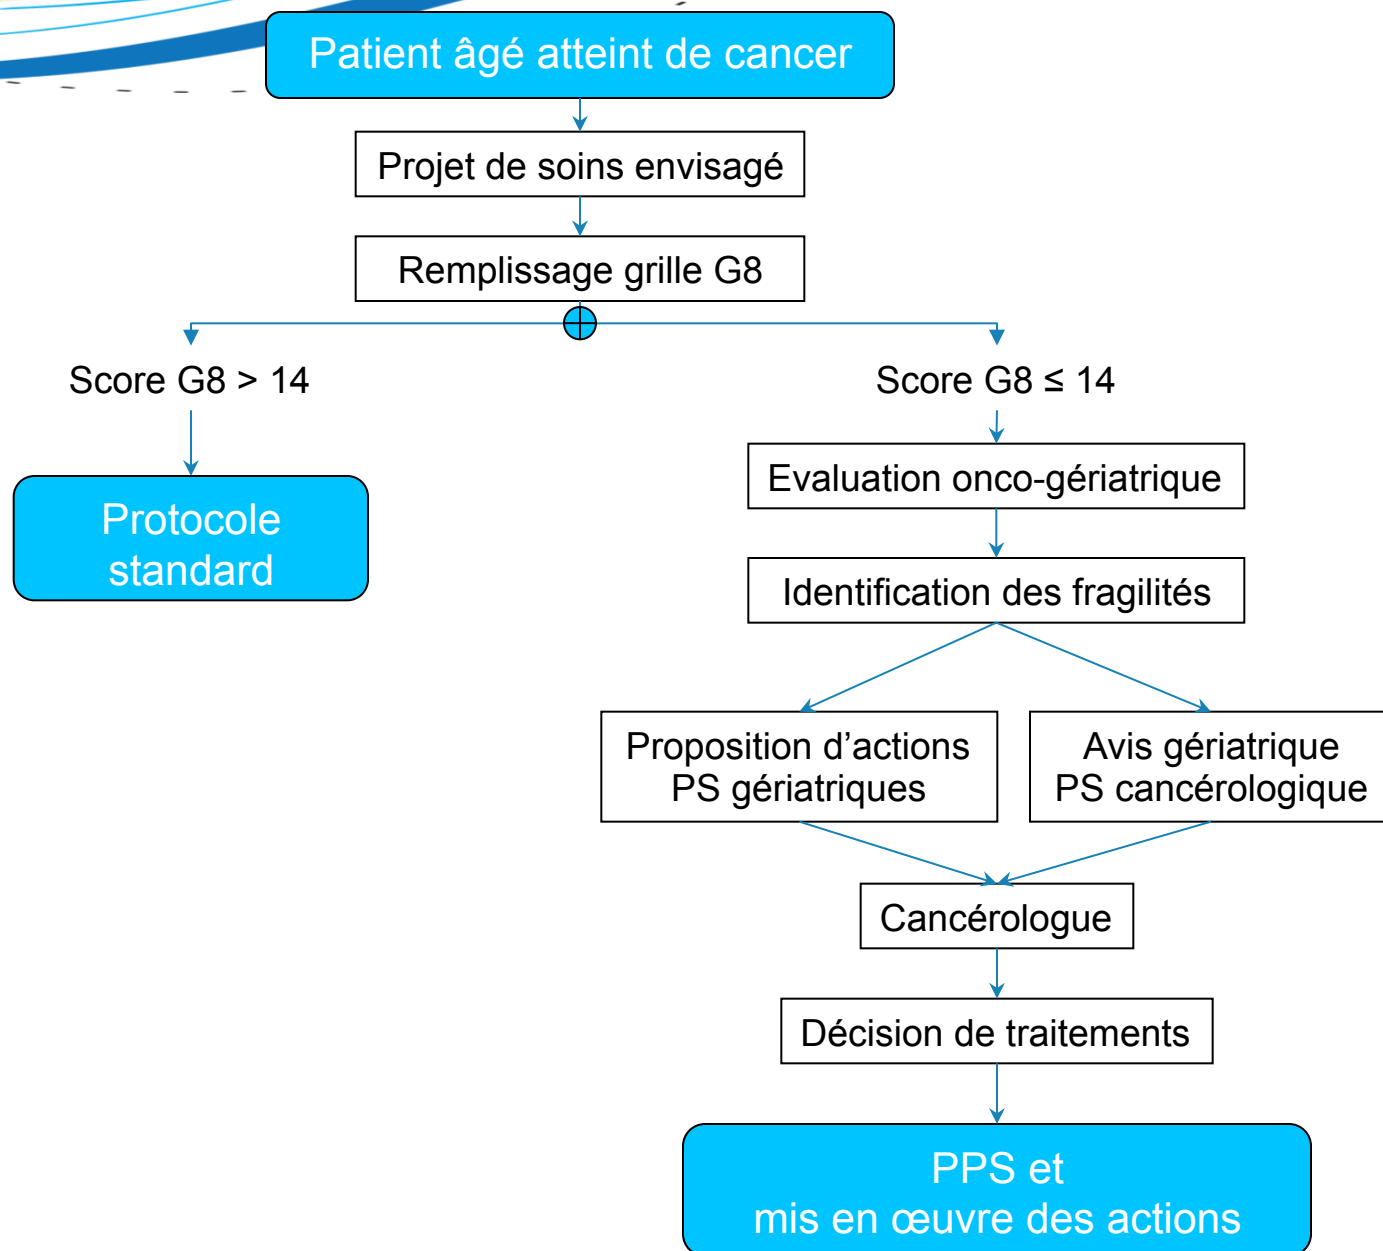 Patient âgé atteint de cancer
Projet de soins envisagé
Remplissage grille G8
Score G8 > 14
Score G8 ≤ 14
Protocole
standard
Evaluation onco-gériatrique
Identification des fragilités
Proposition d’actions
PS gériatriques
Avis gériatrique
PS cancérologique
Cancérologue
Décision de traitements
PPS et
mis en œuvre des actions